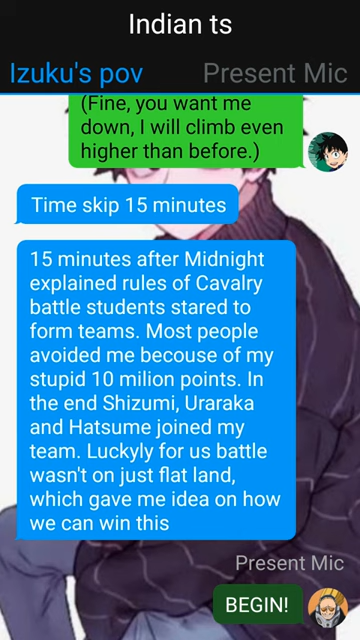 Indian ts
Izuku's pov Present Mic
(Fine, you want me
down, I will climb even
higher than before.)
Time skip 15 minutes
15 minutes after Midnight
explained rules of Cavalry
battle students stared to
form teams. Most people
avoided me becouse of my
stupid 10 milion points. In
the end Shizumi, Uraraka
and Hatsume joined my
team. Luckyly for us battle
wasn't on just flat land,
which gave me idea on how
we can win this
Present Mic
BEGIN!